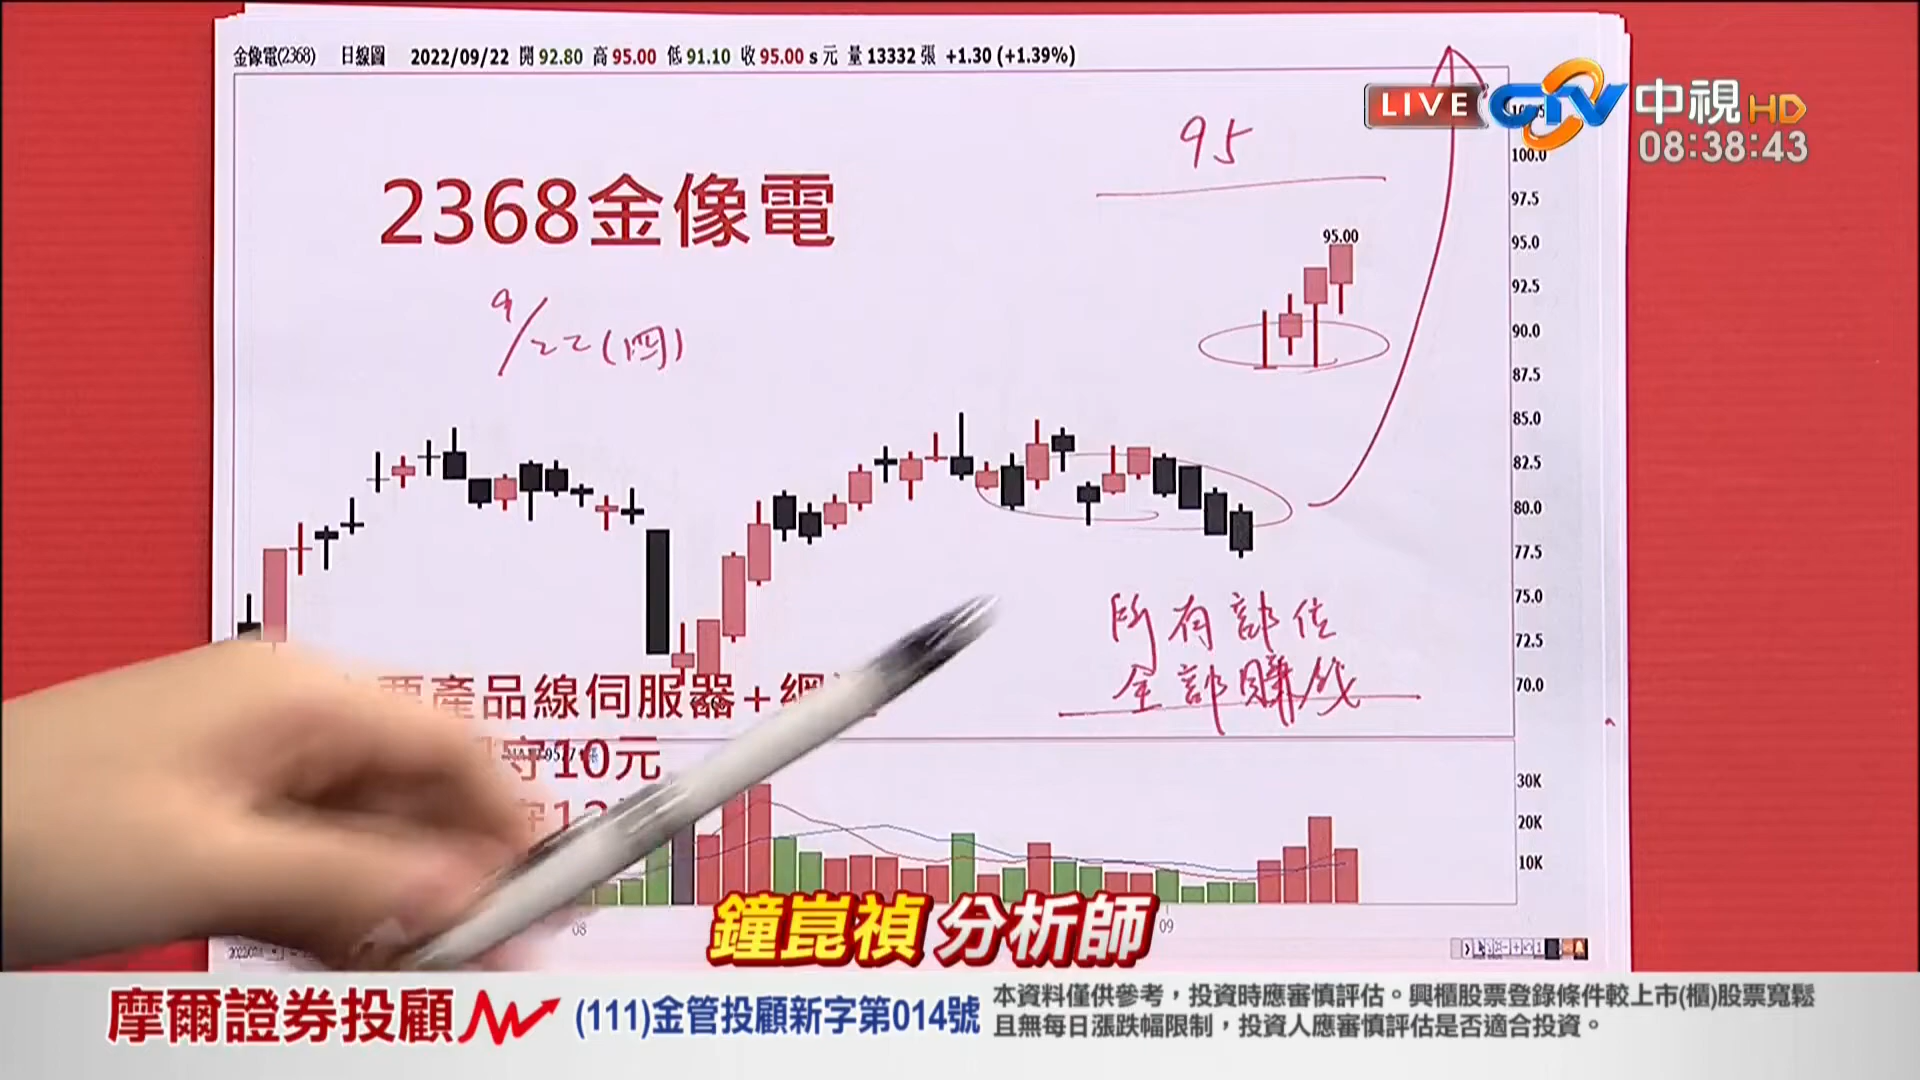 金像電(2368) 日線圖 2022/09/22 開 92.80 高 95.00 低 91.10 收 95.00 s 元 量 13332 張 +1.30 (+1.39%)
LIVE CTV 中視 HD
08:38:43
95
2368金像電
9/22(四)
95.00
100.0
97.5
95.0
92.5
90.0
87.5
85.0
82.5
80.0
77.5
75.0
72.5
70.0
所有部位
全部賺錢
要產品線伺服器+網
守10元
30K
20K
10K
08
09
鐘崑禎 分析師
摩爾證券投顧
(111)金管投顧新字第014號
本資料僅供參考，投資時應審慎評估。興櫃股票登錄條件較上市(櫃)股票寬鬆
且無每日漲跌幅限制，投資人應審慎評估是否適合投資。